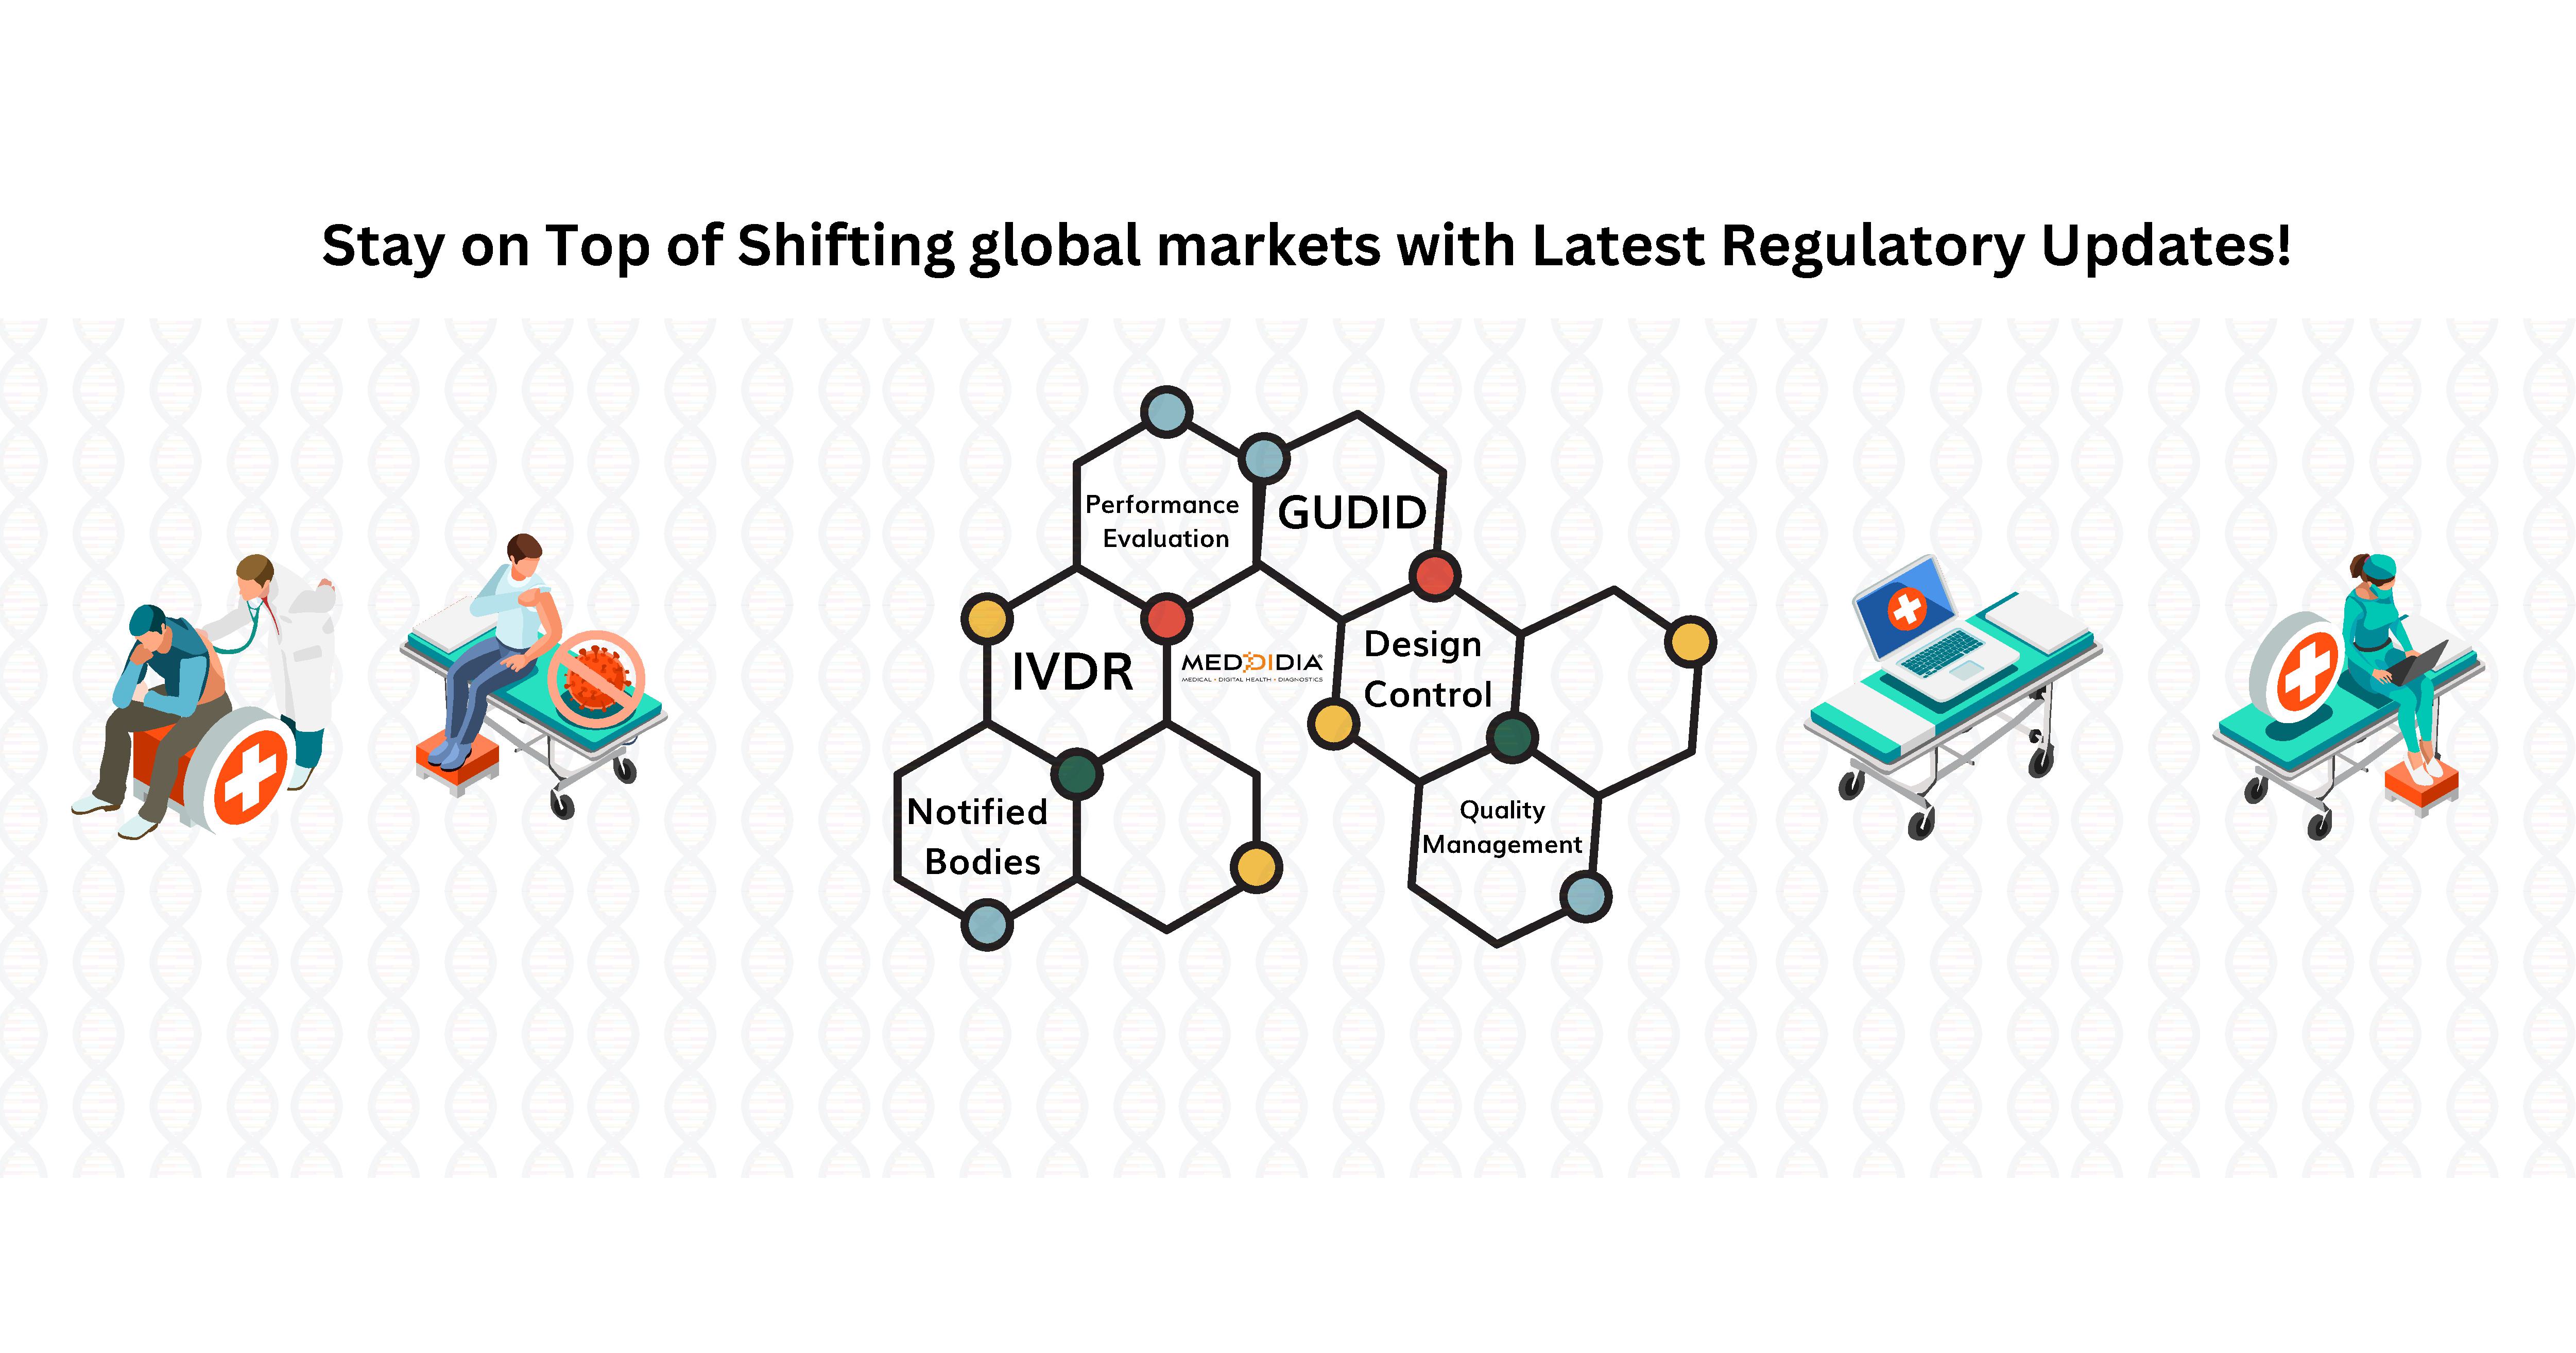 Stay on Top of Shifting global markets with Latest Regulatory Updates!
Performance
Evaluation
GUDID
IVDR
MEDDIDIA®
MEDICAL • DIGITAL HEALTH • DIAGNOSTICS
Design
Control
Notified
Bodies
Quality
Management